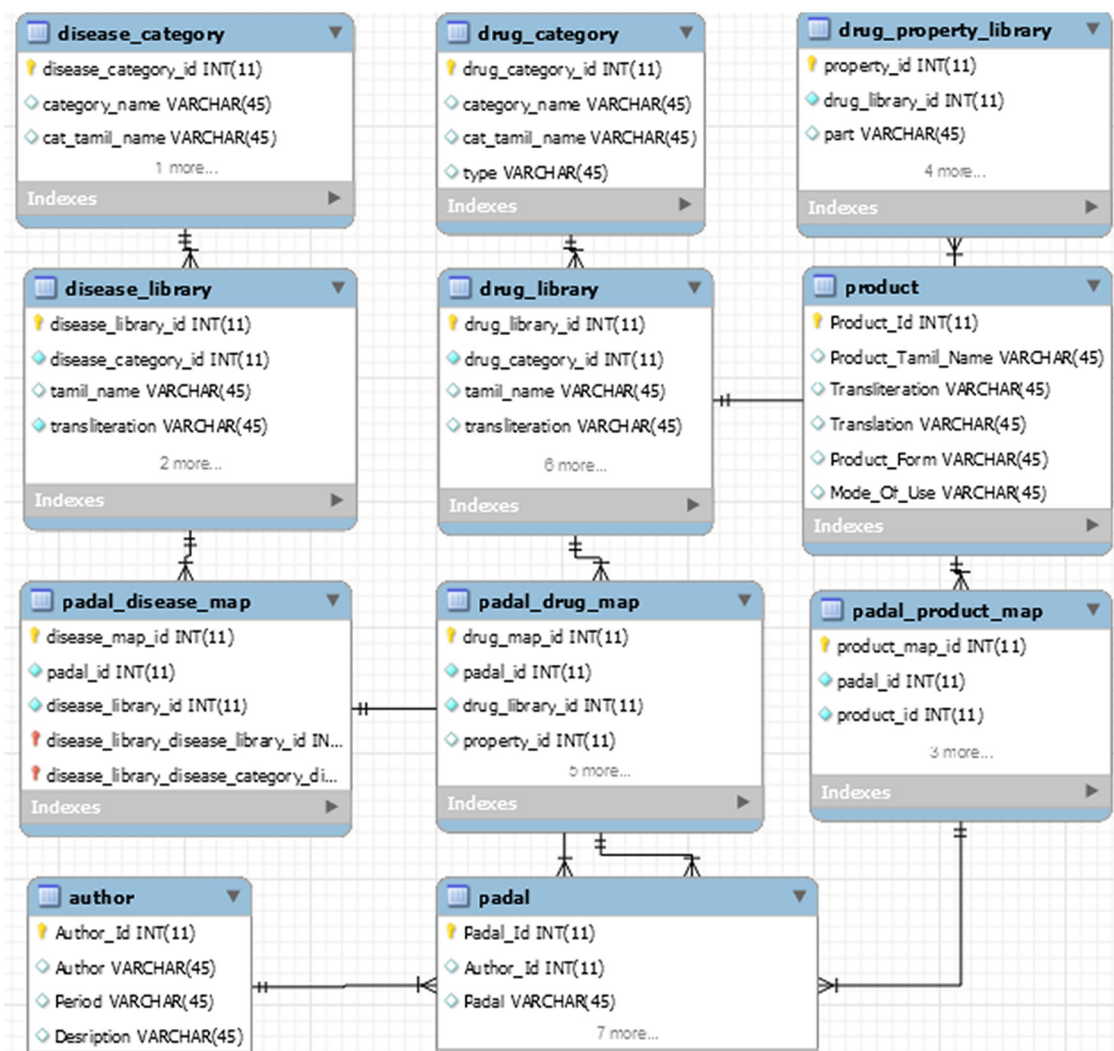 disease_category
disease_category_id INT(11)
category_name VARCHAR(45)
cat_tamil_name VARCHAR(45)
1 more...
Indexes
drug_category
drug_category_id INT(11)
category_name VARCHAR(45)
cat_tamil_name VARCHAR(45)
type VARCHAR(45)
Indexes
drug_property_library
property_id INT(11)
drug_library_id INT(11)
part VARCHAR(45)
4 more...
Indexes
disease_library
disease_library_id INT(11)
disease_category_id INT(11)
tamil_name VARCHAR(45)
transliteration VARCHAR(45)
2 more...
Indexes
drug_library
drug_library_id INT(11)
drug_category_id INT(11)
tamil_name VARCHAR(45)
transliteration VARCHAR(45)
6 more...
Indexes
product
Product_Id INT(11)
Product_Tamil_Name VARCHAR(45)
Transliteration VARCHAR(45)
Translation VARCHAR(45)
Product_Form VARCHAR(45)
Mode_Of_Use VARCHAR(45)
Indexes
padal_disease_map
disease_map_id INT(11)
padal_id INT(11)
disease_library_id INT(11)
disease_library_disease_library_id IN...
disease_library_disease_category_di...
Indexes
padal_drug_map
drug_map_id INT(11)
padal_id INT(11)
drug_library_id INT(11)
property_id INT(11)
5 more...
Indexes
padal_product_map
product_map_id INT(11)
padal_id INT(11)
product_id INT(11)
3 more...
Indexes
author
Author_Id INT(11)
Author VARCHAR(45)
Period VARCHAR(45)
Desription VARCHAR(45)
padal
Padal_Id INT(11)
Author_Id INT(11)
Padal VARCHAR(45)
7 more...